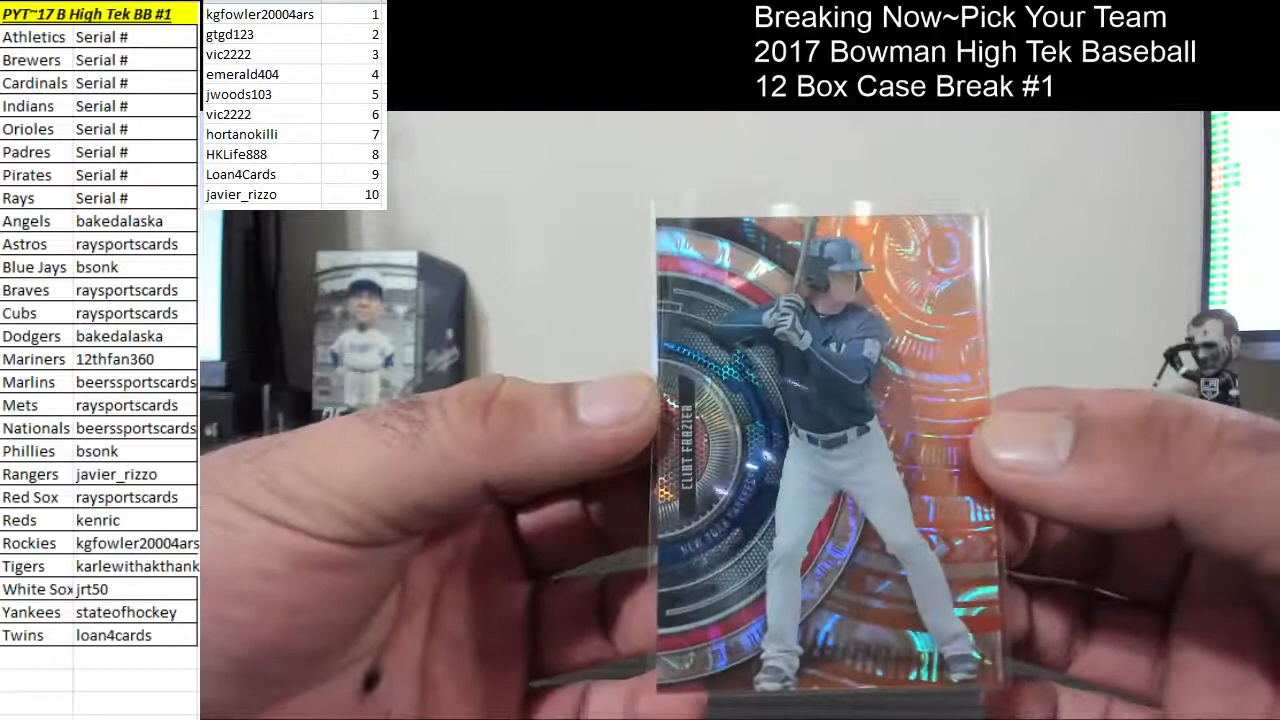 PYT~17 B High Tek BB #1
Athletics Serial #
Brewers Serial #
Cardinals Serial #
Indians Serial #
Orioles Serial #
Padres Serial #
Pirates Serial #
Rays Serial #
Angels bakedalaska
Astros raysportscards
Blue Jays bsonk
Braves raysportscards
Cubs raysportscards
Dodgers bakedalaska
Mariners 12thfan360
Marlins beerssportscards
Mets raysportscards
Nationals beerssportscards
Phillies bsonk
Rangers javier_rizzo
Red Sox raysportscards
Reds kenric
Rockies kgfowler20004ars
Tigers karlewithakthank
White Sox jrt50
Yankees stateofhockey
Twins loan4cards
kgfowler20004ars 1
gtgd123 2
vic2222 3
emerald404 4
jwoods103 5
vic2222 6
hortanokilli 7
HKLife888 8
Loan4Cards 9
javier_rizzo 10
Breaking Now~Pick Your Team
2017 Bowman High Tek Baseball
12 Box Case Break #1
CLINT FRAZIER
NEW YORK YANKEES